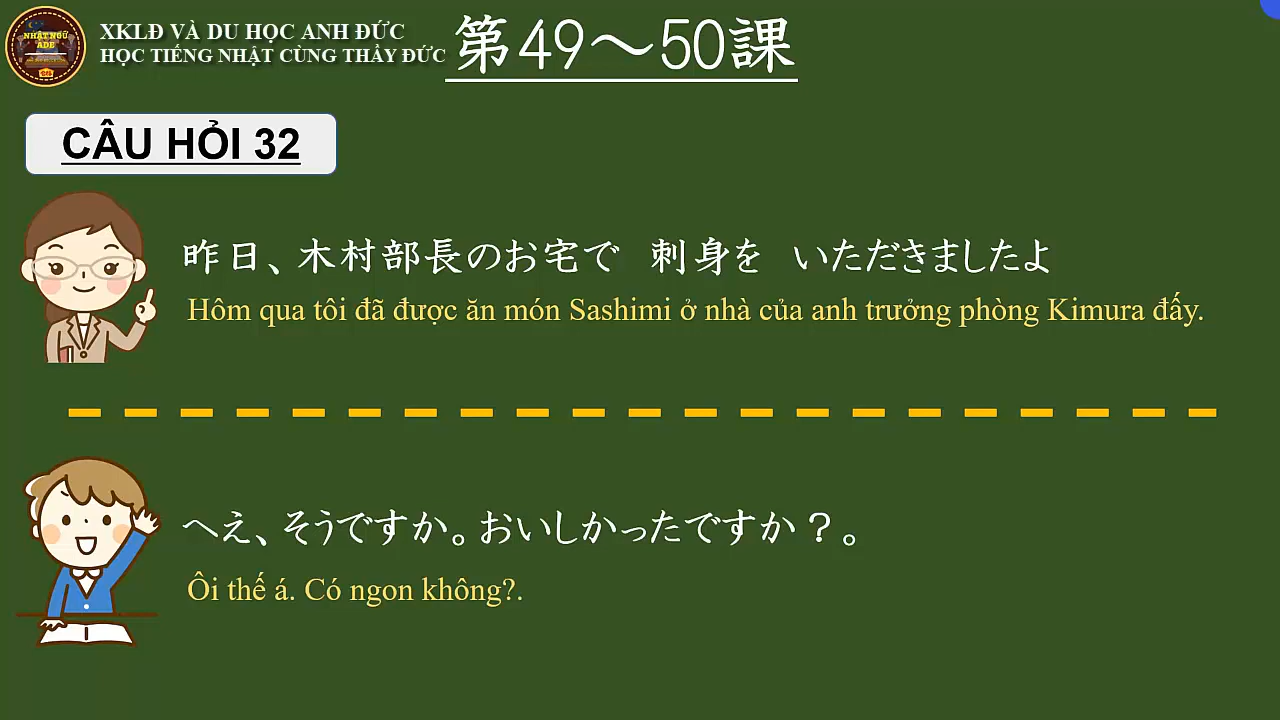 NHẬT NGỮ
ADE
XKLĐ VÀ DU HỌC ANH ĐỨC
HỌC TIẾNG NHẬT CÙNG THẦY ĐỨC
第49～50課
CÂU HỎI 32
昨日、木村部長のお宅で　刺身を　いただきましたよ
Hôm qua tôi đã được ăn món Sashimi ở nhà của anh trưởng phòng Kimura đấy.
へえ、そうですか。おいしかったですか？。
Ôi thế á. Có ngon không?.